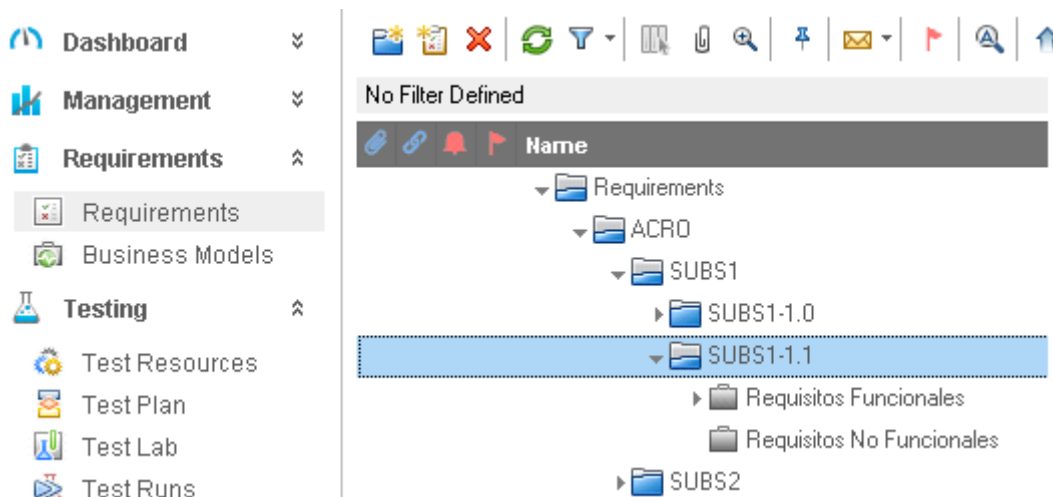 Dashboard
Management
Requirements
Requirements
Business Models
Testing
Test Resources
Test Plan
Test Lab
Test Runs
No Filter Defined
Name
Requirements
ACRO
SUBS1
SUBS1-1.0
SUBS1-1.1
Requisitos Funcionales
Requisitos No Funcionales
SUBS2